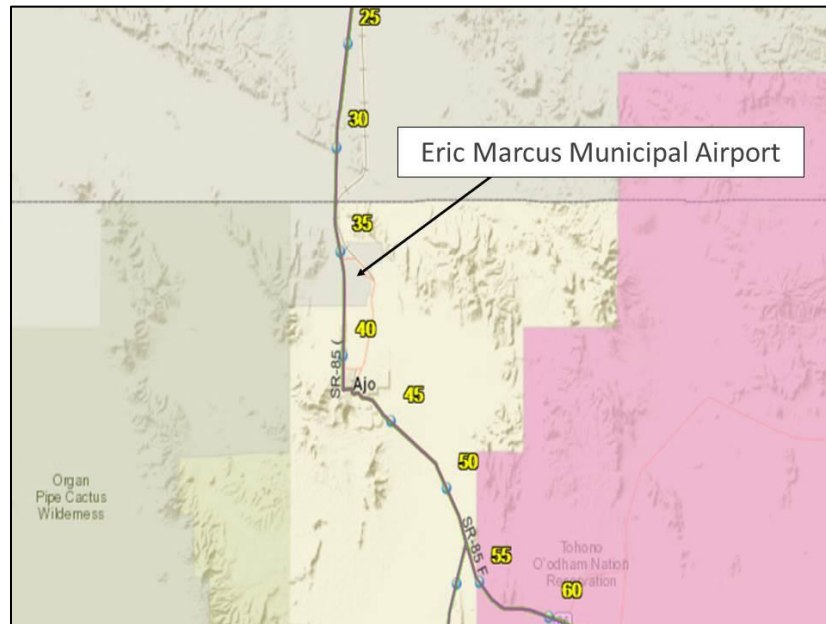 25
30
Eric Marcus Municipal Airport
35
40
SR-85 (
Ajo
45
50
Organ
Pipe Cactus
Wilderness
SR-85 F
55
Tohono
O'odham Nation
Reservation
60